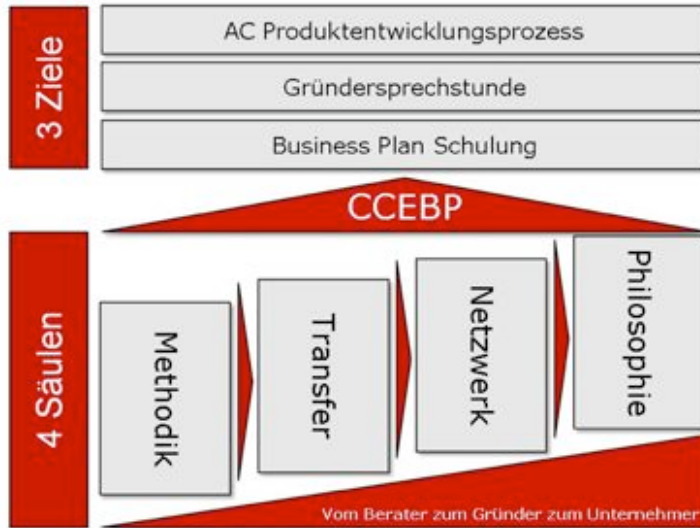 3 Ziele
AC Produktentwicklungsprozess
Gründersprechstunde
Business Plan Schulung
CCEBP
4 Säulen
Methodik
Transfer
Netzwerk
Philosophie
Vom Berater zum Gründer zum Unternehmer